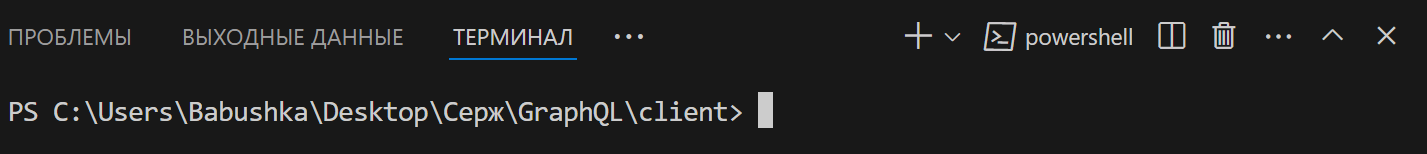 ПРОБЛЕМЫ ВЫХОДНЫЕ ДАННЫЕ ТЕРМИНАЛ ··· powershell ···
PS C:\Users\Babushka\Desktop\Серж\GraphQL\client>